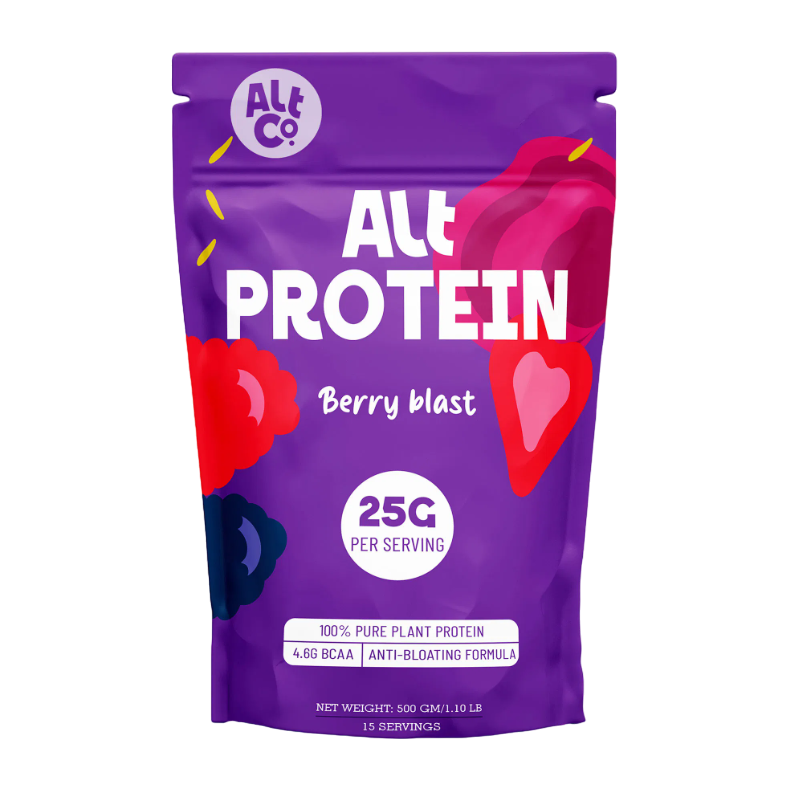 ALt
Co.
ALt
PROTEIN
Berry blast
25G
PER SERVING
100% PURE PLANT PROTEIN
4.6G BCAA | ANTI-BLOATING FORMULA
NET WEIGHT: 500 GM/1.10 LB
15 SERVINGS